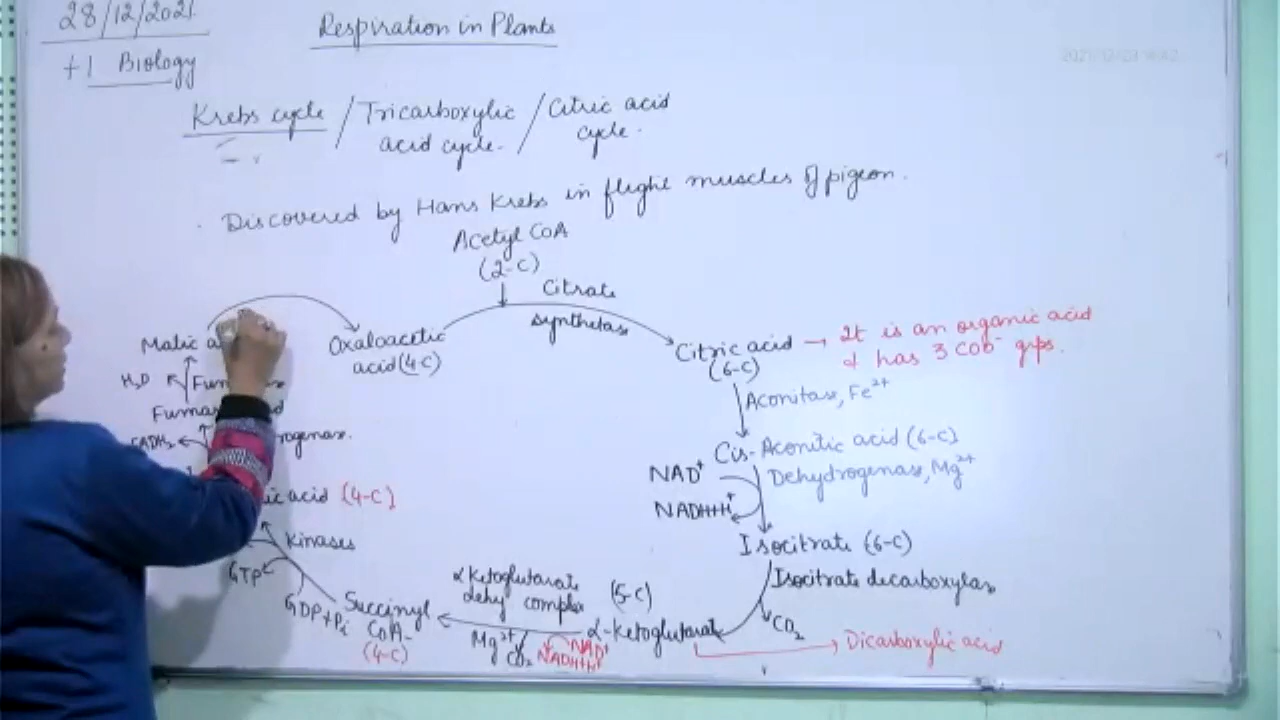 28/12/2021
+1 Biology
Respiration in Plants
Krebs cycle / Tricarboxylic acid cycle. / Citric acid cycle.
. Discovered by Hans Krebs in flight muscles of pigeon.
Acetyl CoA
(2-C)
Citrate
synthetase
Malic
Oxaloacetic
acid (4-C)
Citric acid → It is an organic acid
(6-C)
& has 3 COO⁻ gps.
Aconitase, Fe²⁺
H₂O
Cis-Aconitic acid (6-C)
FADH₂
NAD⁺
Dehydrogenase, Mg²⁺
NADH+H⁺
acid (4-C)
Isocitrate (6-C)
Kinases
GTP
Isocitrate decarboxylase
GDP+Pi
Succinyl
CoA-
(4-C)
αKetoglutarate
dehy complex
(5-C)
α-Ketoglutarate
CO₂
Mg²⁺
CO₂
NAD⁺
NADH+H⁺
Dicarboxylic acid